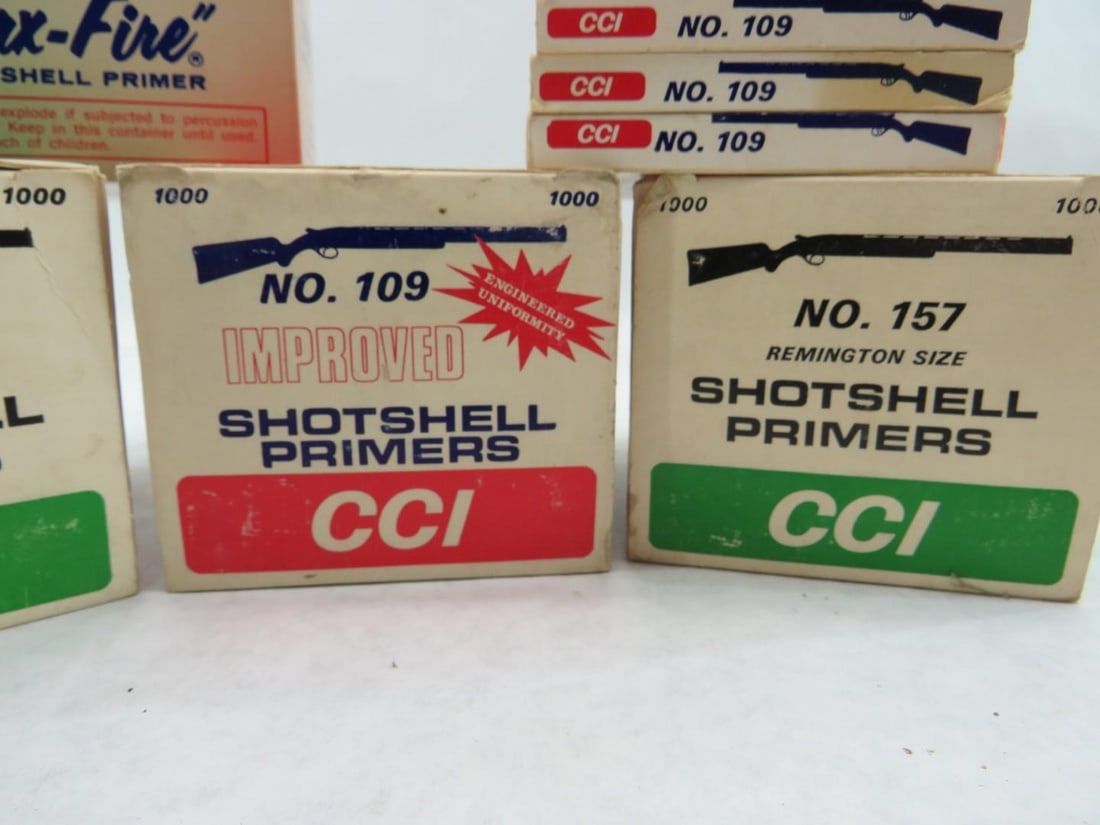 -Fire"®
SHELL PRIMER
explode if subjected to percussion
Keep in this container until used.
of children.
CCI NO. 109
CCI NO. 109
CCI NO. 109
1000
1000 1000
NO. 109
ENGINEERED
UNIFORMITY
IMPROVED
SHOTSHELL
PRIMERS
CCI
1000 1000
NO. 157
REMINGTON SIZE
SHOTSHELL
PRIMERS
CCI